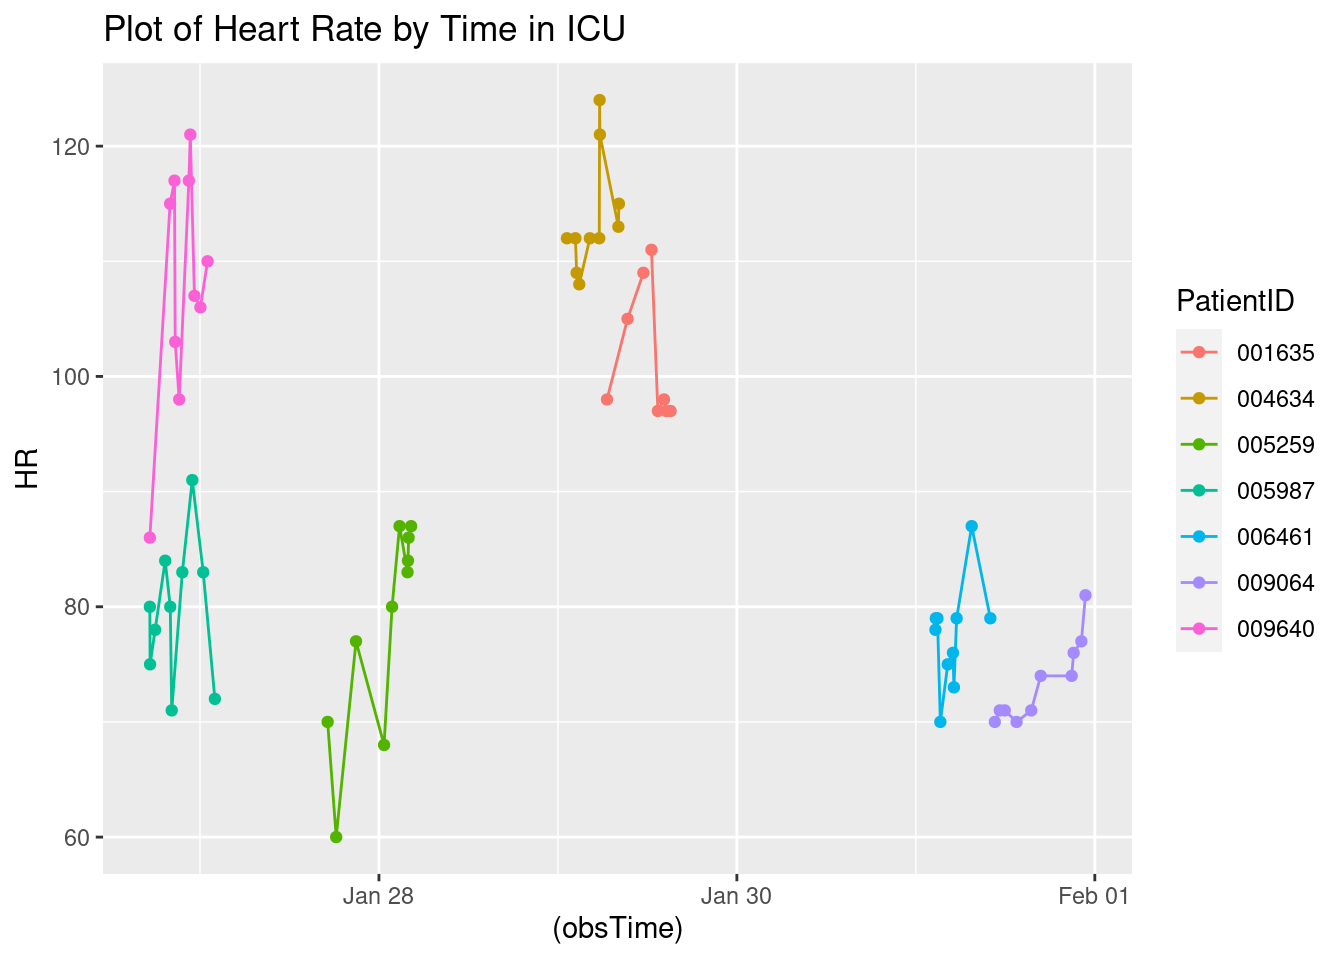 Plot of Heart Rate by Time in ICU
120
100
80
60
HR
Jan 28
Jan 30
Feb 01
(obsTime)
PatientID
001635
004634
005259
005987
006461
009064
009640